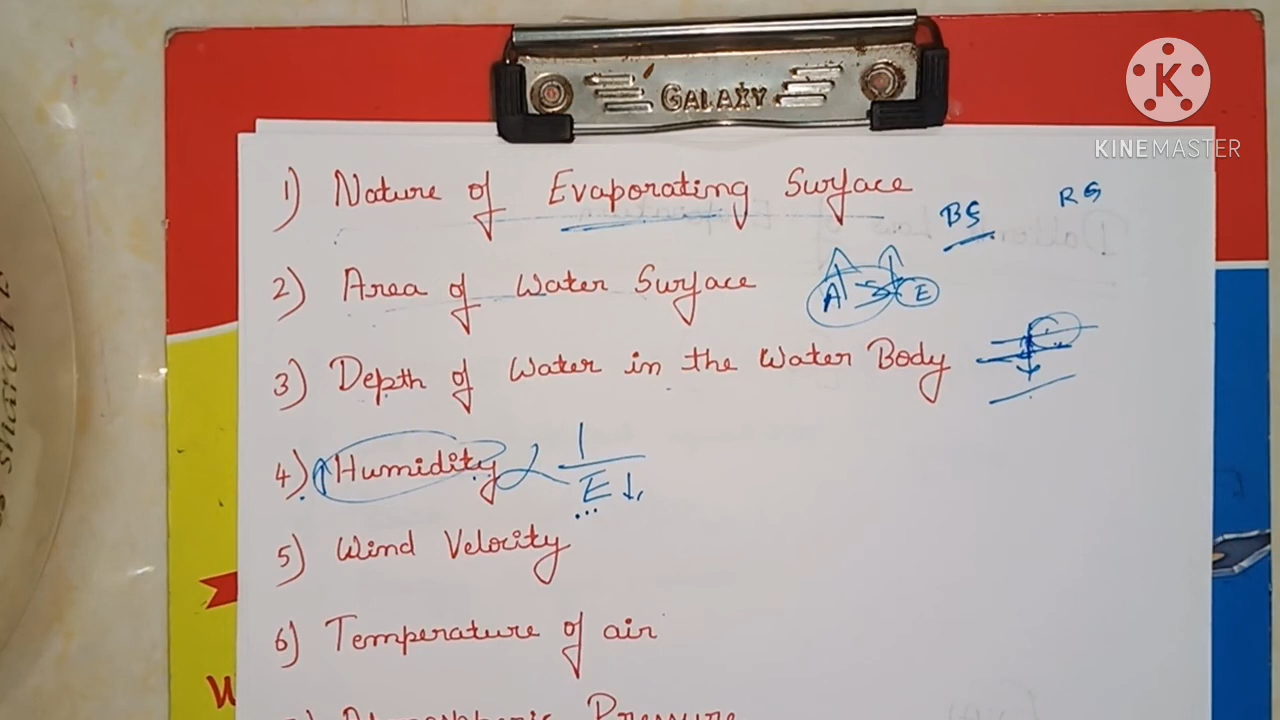 GALAXY
K
KINEMASTER
1) Nature of Evaporating Surface
BS RS
2) Area of Water Surface A E
3) Depth of Water in the Water Body
4) ↑ Humidity ∝ 1/E ↓
5) Wind Velocity
6) Temperature of air
Pressure